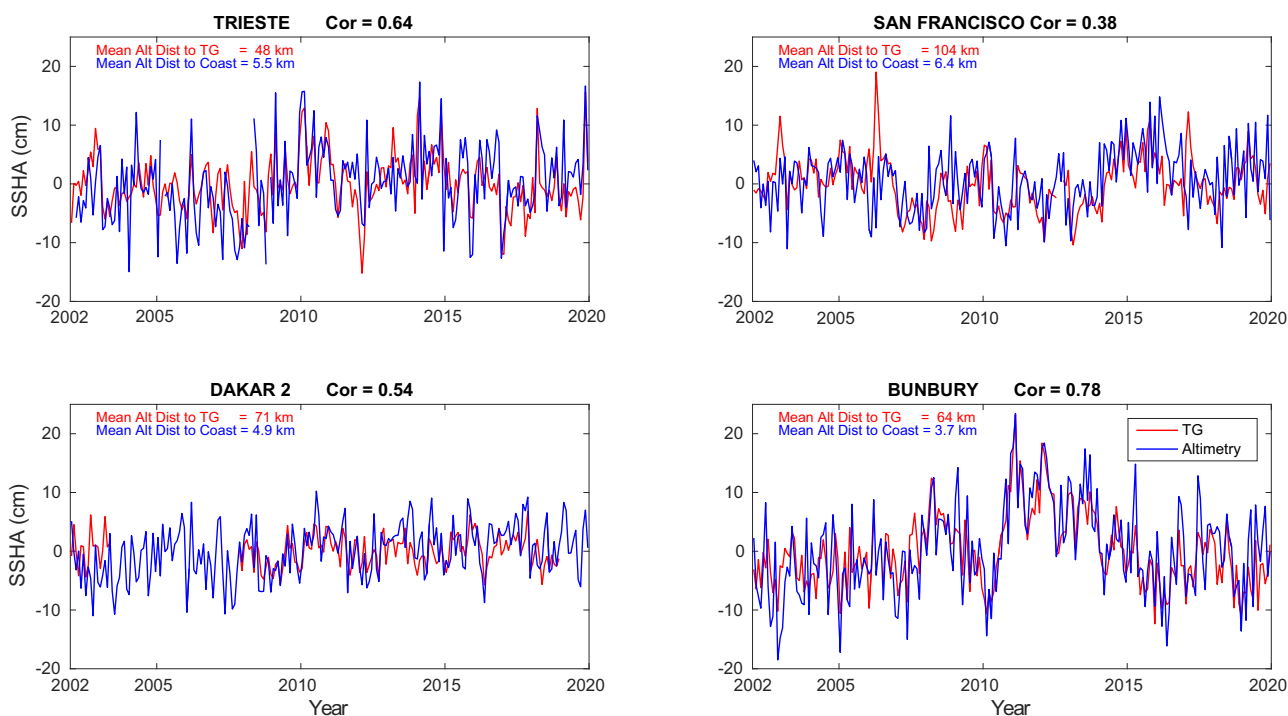 TRIESTE Cor = 0.64
Mean Alt Dist to TG = 48 km
Mean Alt Dist to Coast = 5.5 km
20
10
0
-10
-20
SSHA (cm)
2002 2005 2010 2015 2020
SAN FRANCISCO Cor = 0.38
Mean Alt Dist to TG = 104 km
Mean Alt Dist to Coast = 6.4 km
20
10
0
-10
-20
2002 2005 2010 2015 2020
DAKAR 2 Cor = 0.54
Mean Alt Dist to TG = 71 km
Mean Alt Dist to Coast = 4.9 km
20
10
0
-10
-20
SSHA (cm)
2002 2005 2010 2015 2020
Year
BUNBURY Cor = 0.78
Mean Alt Dist to TG = 64 km
Mean Alt Dist to Coast = 3.7 km
TG
Altimetry
20
10
0
-10
-20
2002 2005 2010 2015 2020
Year